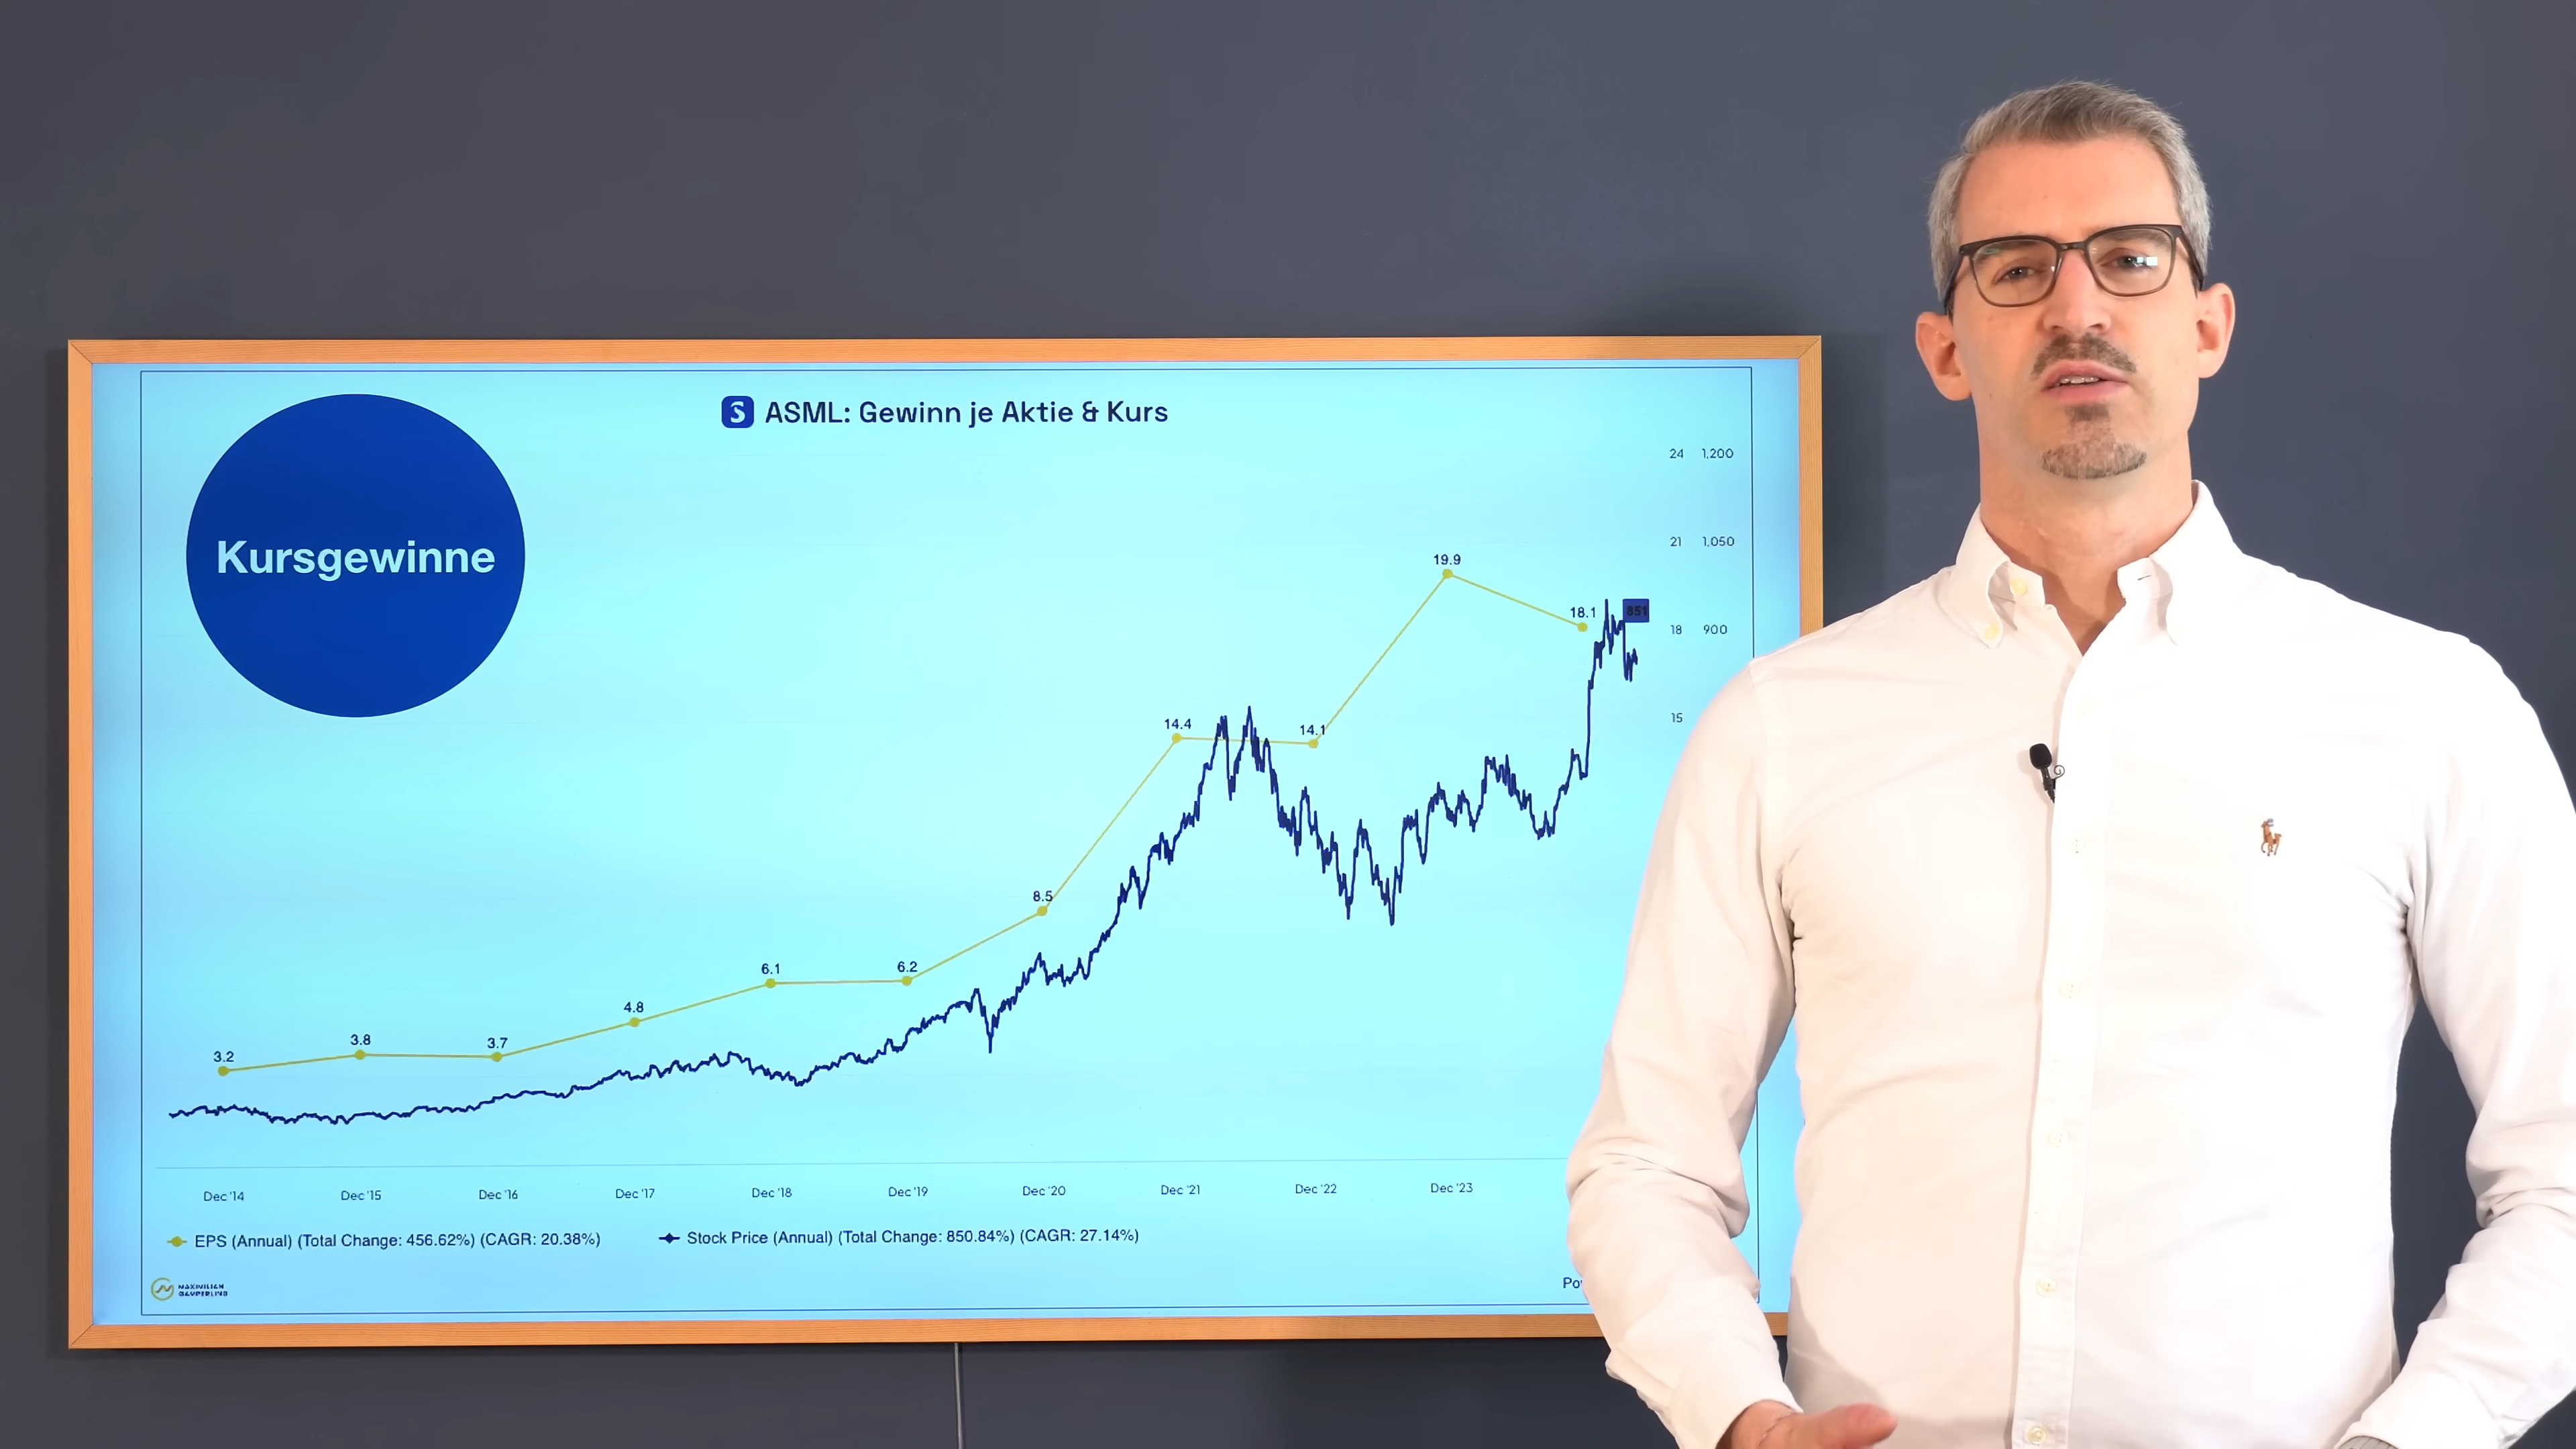 S ASML: Gewinn je Aktie & Kurs
Kursgewinne
24 1,200
21 1,050
18 900
15
3.2
3.8
3.7
4.8
6.1
6.2
8.5
14.4
14.1
19.9
18.1
851
Dec '14 Dec '15 Dec '16 Dec '17 Dec '18 Dec '19 Dec '20 Dec '21 Dec '22 Dec '23
EPS (Annual) (Total Change: 456.62%) (CAGR: 20.38%) Stock Price (Annual) (Total Change: 850.84%) (CAGR: 27.14%)
MAXIMILIAN
GAMPERLING